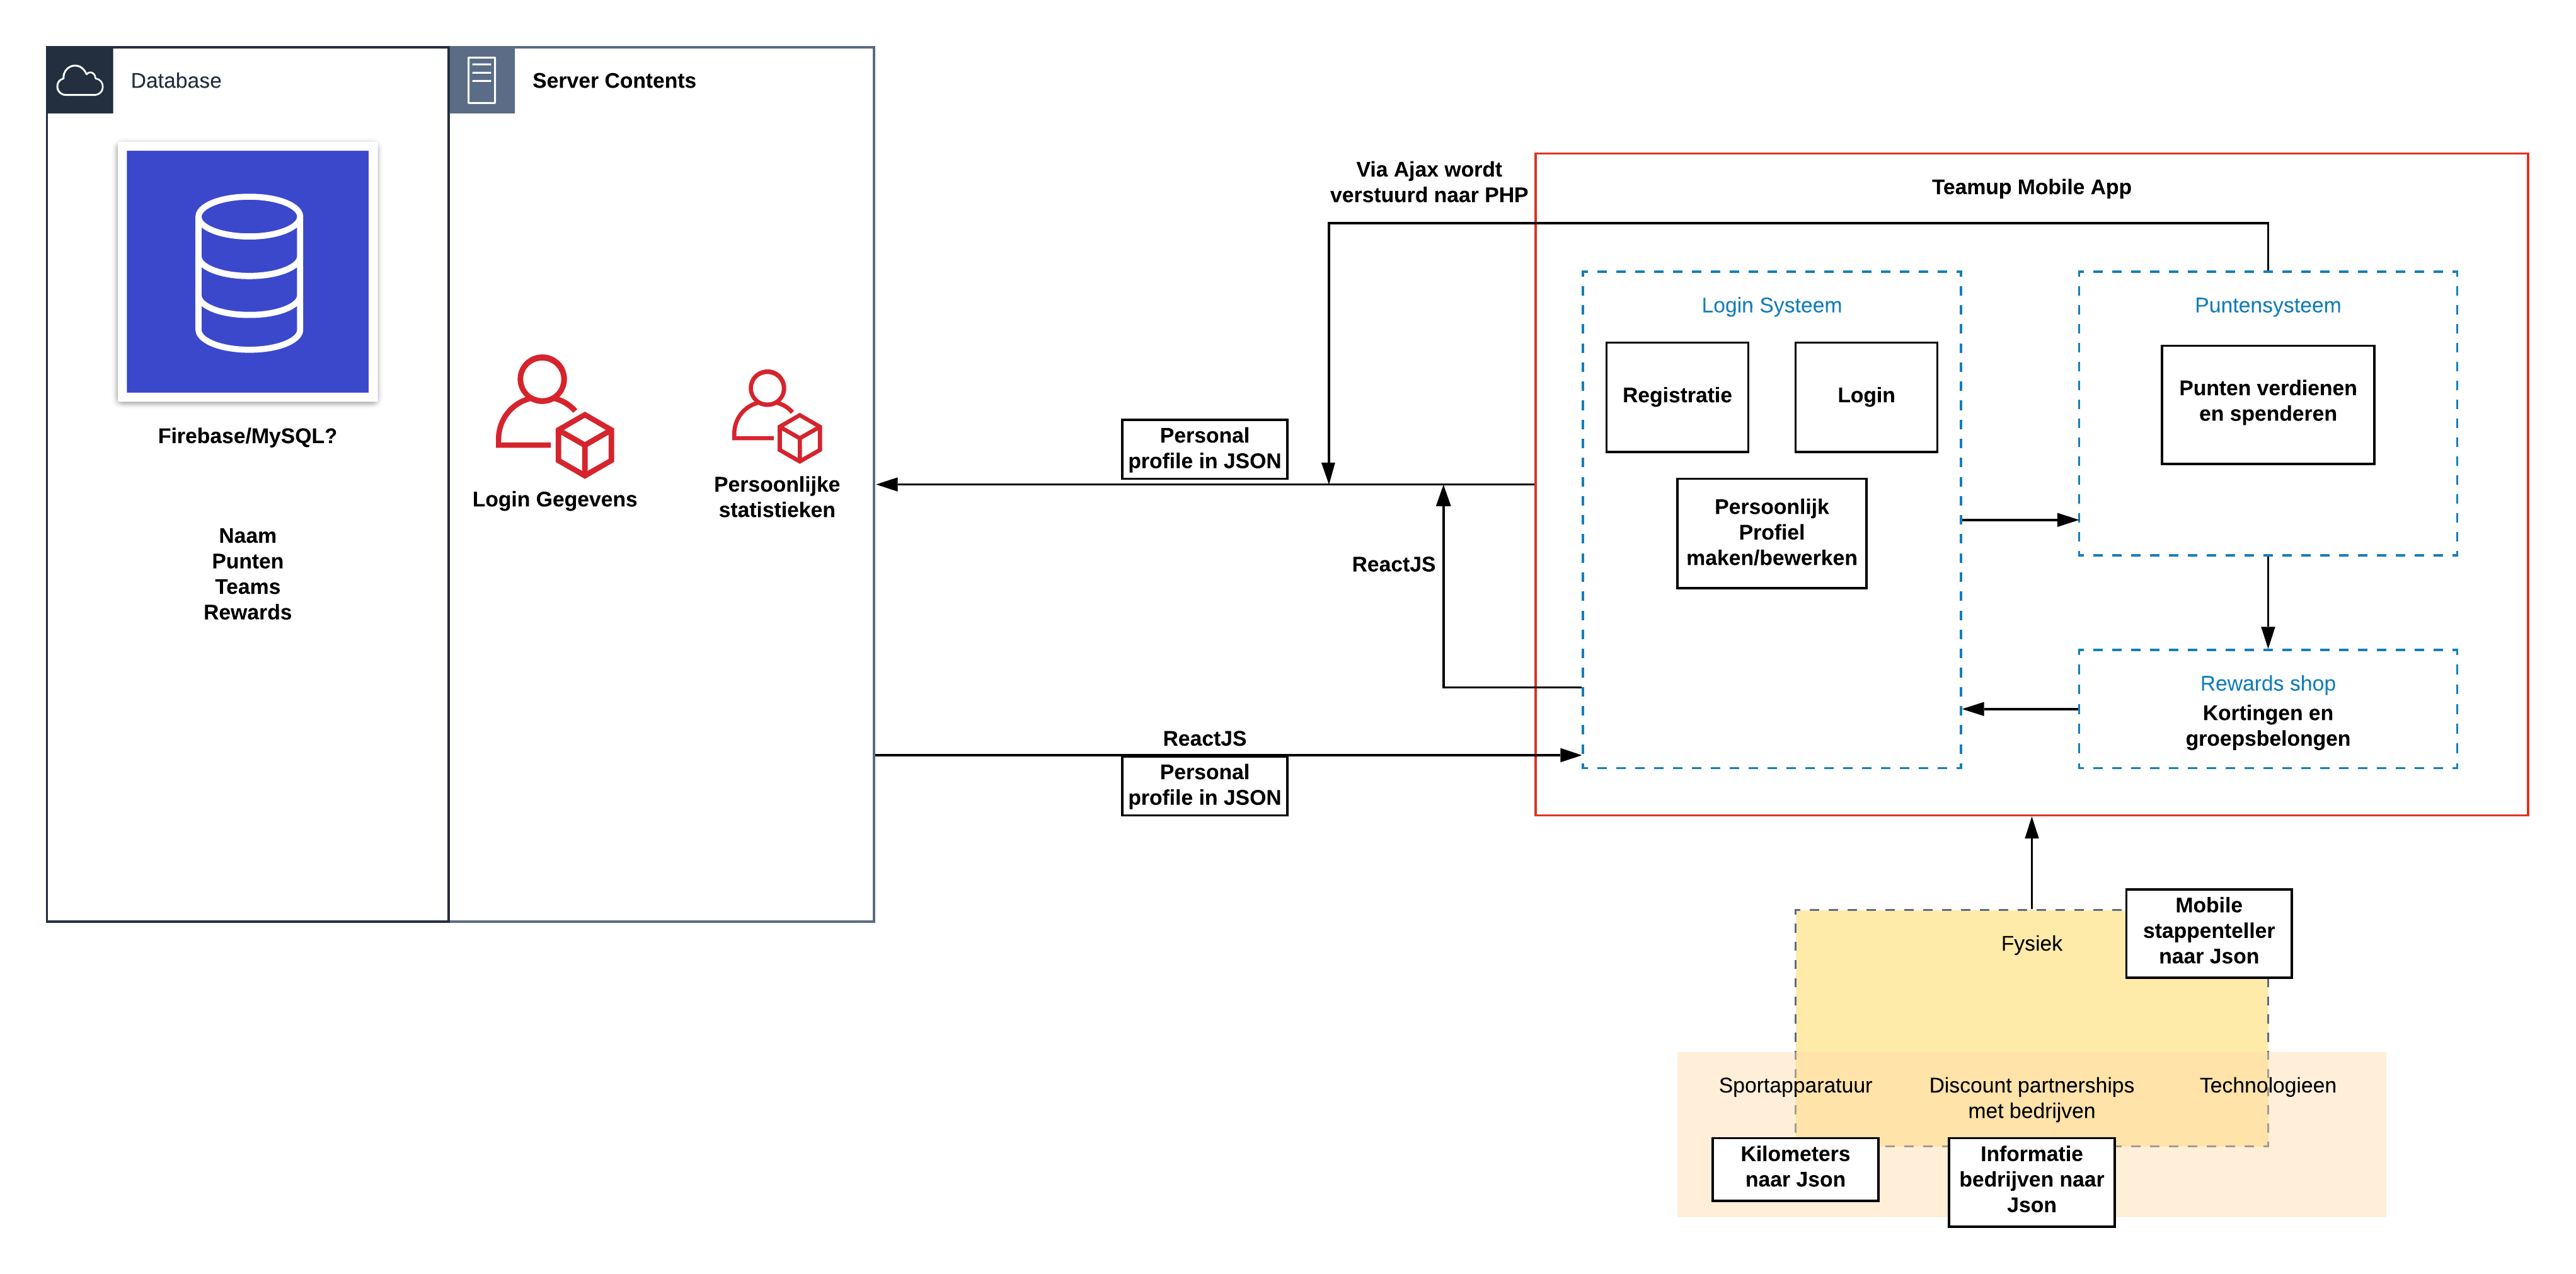 Database
Server Contents
Firebase/MySQL?
Naam
Punten
Teams
Rewards
Login Gegevens
Persoonlijke
statistieken
Via Ajax wordt
verstuurd naar PHP
Personal
profile in JSON
ReactJS
ReactJS
Personal
profile in JSON
Teamup Mobile App
Login Systeem
Registratie
Login
Persoonlijk
Profiel
maken/bewerken
Puntensysteem
Punten verdienen
en spenderen
Rewards shop
Kortingen en
groepsbelongen
Fysiek
Mobile
stappenteller
naar Json
Sportapparatuur
Discount partnerships
met bedrijven
Technologieen
Kilometers
naar Json
Informatie
bedrijven naar
Json